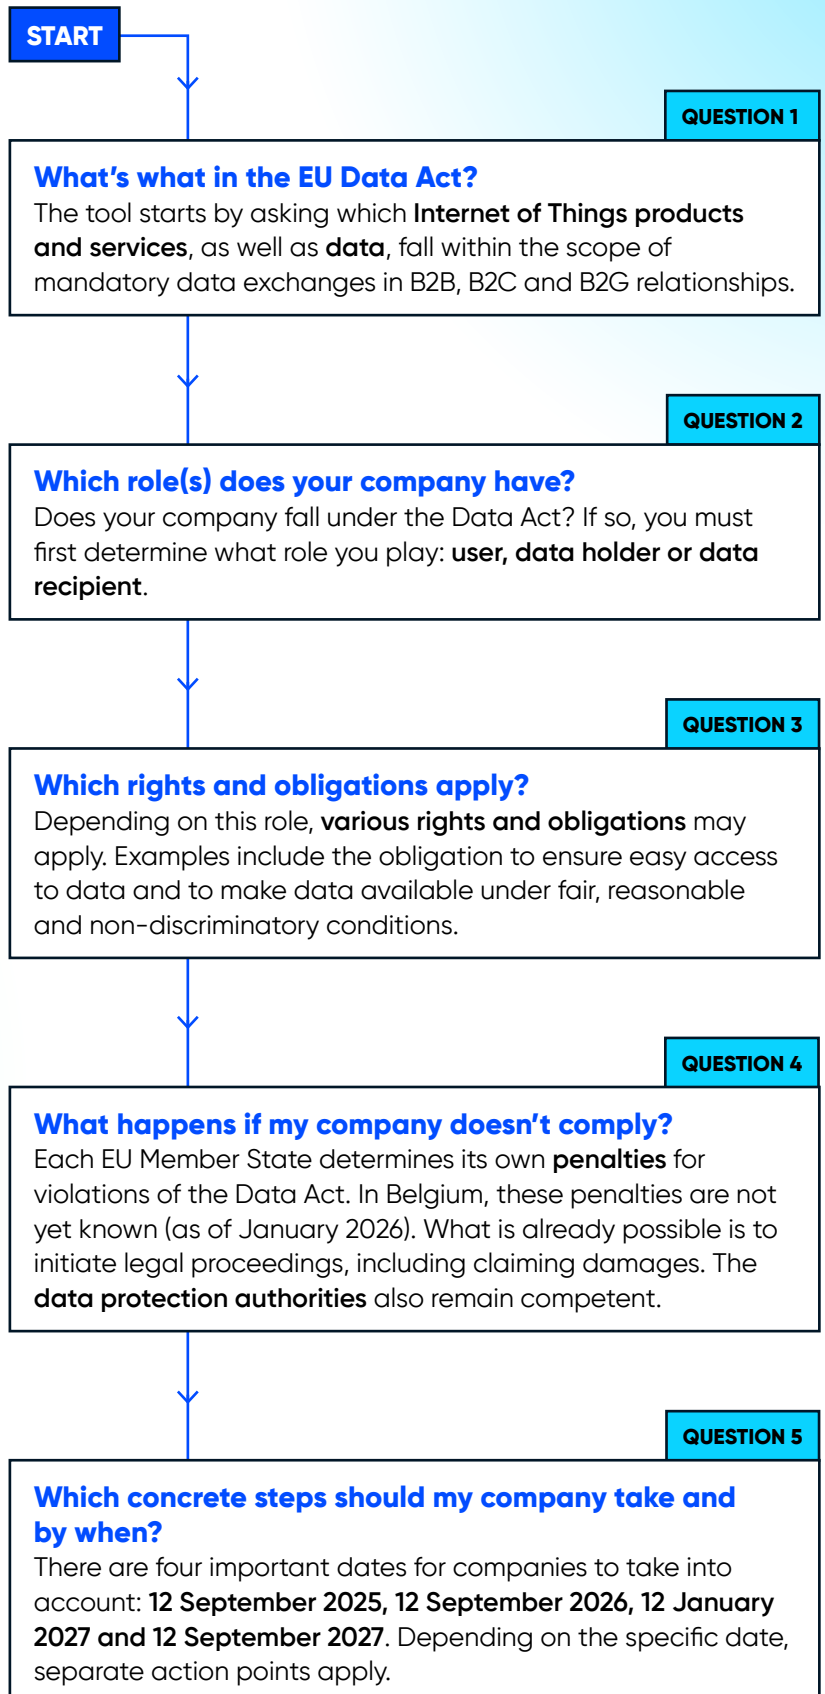 START
QUESTION 1
What's what in the EU Data Act?
The tool starts by asking which Internet of Things products
and services, as well as data, fall within the scope of
mandatory data exchanges in B2B, B2C and B2G relationships.
QUESTION 2
Which role(s) does your company have?
Does your company fall under the Data Act? If so, you must
first determine what role you play: user, data holder or data
recipient.
QUESTION 3
Which rights and obligations apply?
Depending on this role, various rights and obligations may
apply. Examples include the obligation to ensure easy access
to data and to make data available under fair, reasonable
and non-discriminatory conditions.
QUESTION 4
What happens if my company doesn't comply?
Each EU Member State determines its own penalties for
violations of the Data Act. In Belgium, these penalties are not
yet known (as of January 2026). What is already possible is to
initiate legal proceedings, including claiming damages. The
data protection authorities also remain competent.
QUESTION 5
Which concrete steps should my company take and
by when?
There are four important dates for companies to take into
account: 12 September 2025, 12 September 2026, 12 January
2027 and 12 September 2027. Depending on the specific date,
separate action points apply.